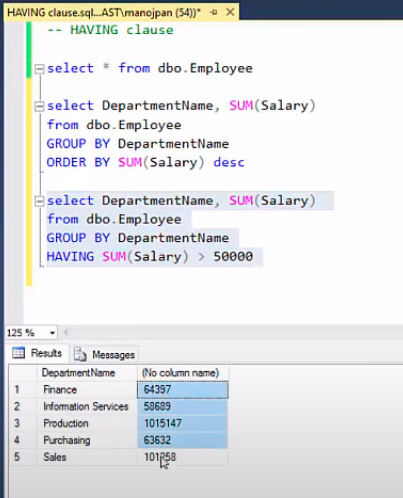 HAVING clause.sql...AST\manojpan (54))*
-- HAVING clause
select * from dbo.Employee
select DepartmentName, SUM(Salary)
from dbo.Employee
GROUP BY DepartmentName
ORDER BY SUM(Salary) desc
select DepartmentName, SUM(Salary)
from dbo.Employee
GROUP BY DepartmentName
HAVING SUM(Salary) > 50000
125 %
Results Messages
DepartmentName (No column name)
1 Finance 64397
2 Information Services 58689
3 Production 1015147
4 Purchasing 63632
5 Sales